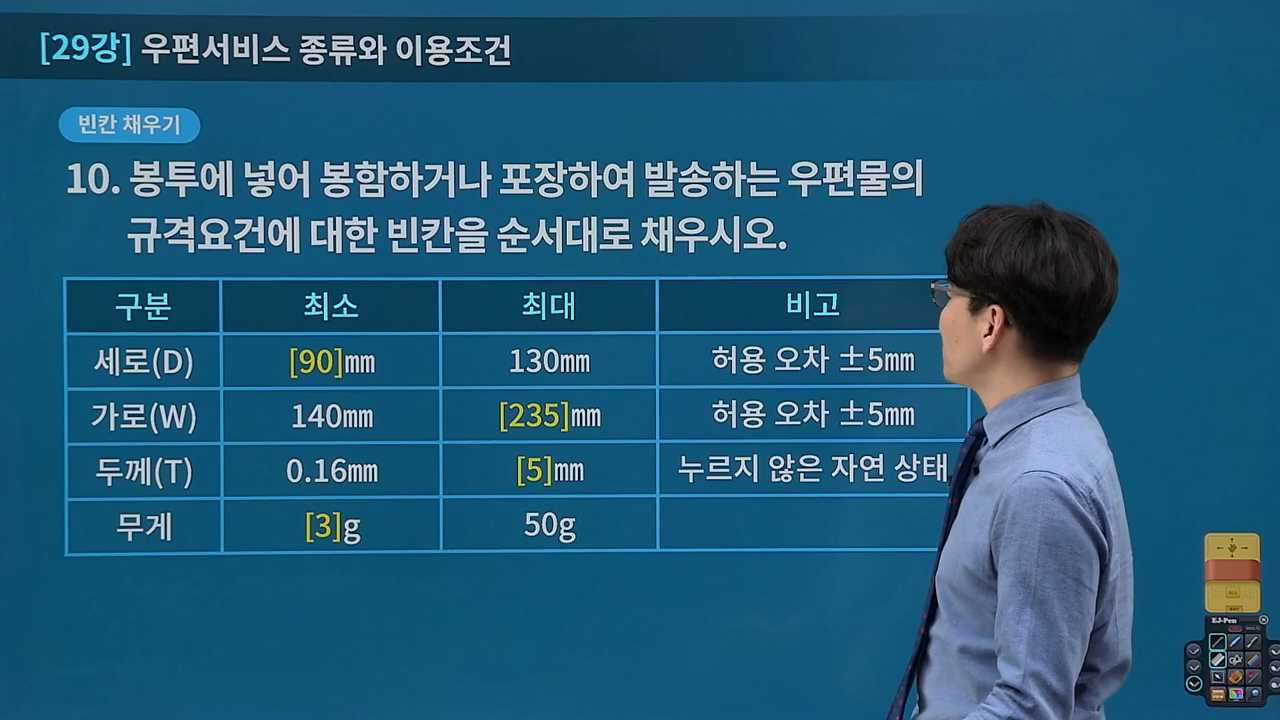 [29강] 우편서비스 종류와 이용조건
빈칸 채우기
10. 봉투에 넣어 봉함하거나 포장하여 발송하는 우편물의
규격요건에 대한 빈칸을 순서대로 채우시오.
구분 최소 최대 비고
세로(D) [90]㎜ 130㎜ 허용 오차 ±5㎜
가로(W) 140㎜ [235]㎜ 허용 오차 ±5㎜
두께(T) 0.16㎜ [5]㎜ 누르지 않은 자연 상태
무게 [3]g 50g
ALL
EJ-Pen